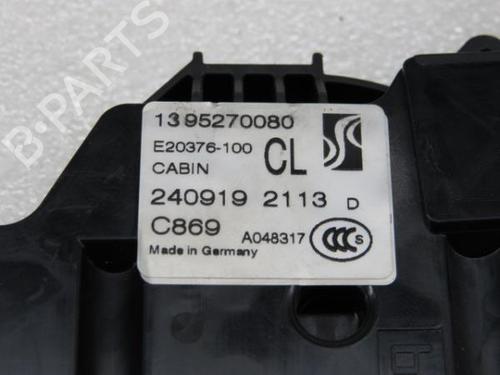 1395270080
E20376-100 CL
CABIN
240919 2113 D
C869 A048317 CCC S
Made in Germany
B-PARTS